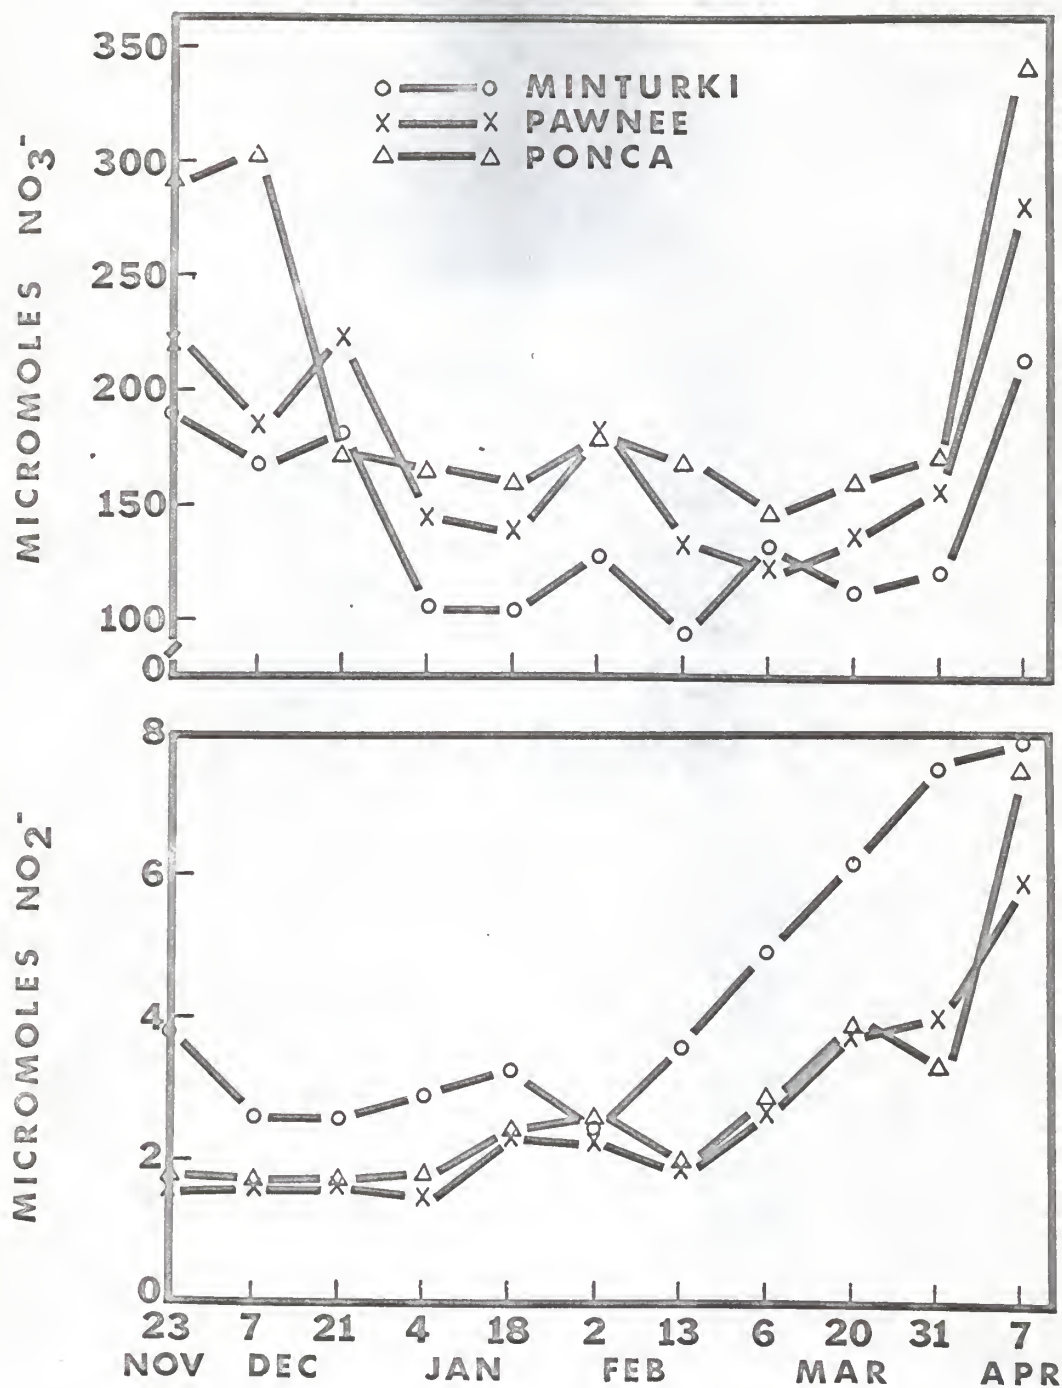 MICROMOLES NO3-
350
300
250
200
150
100
0
O O MINTURKI
X X PAWNEE
Δ Δ PONCA
MICROMOLES NO2-
8
6
4
2
0
23 7 21 4 18 2 13 6 20 31 7
NOV DEC JAN FEB MAR APR